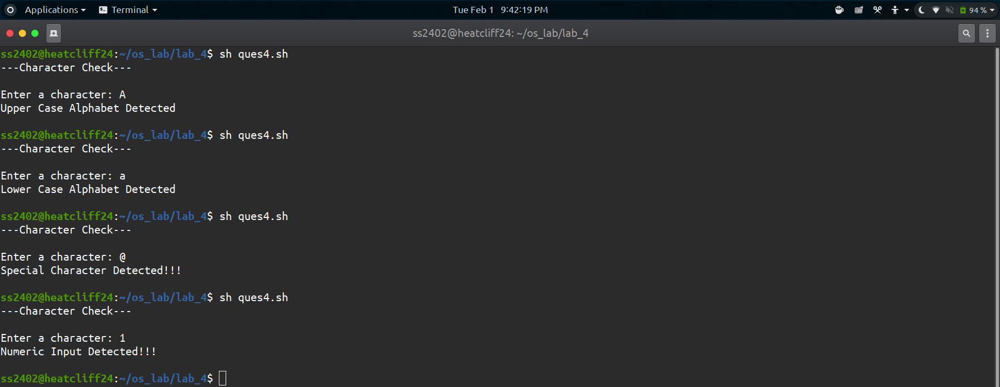 Applications Terminal Tue Feb 1 9:42:19 PM 94 %
ss2402@heatcliff24: ~/os_lab/lab_4
ss2402@heatcliff24:~/os_lab/lab_4$ sh ques4.sh
---Character Check---
Enter a character: A
Upper Case Alphabet Detected
ss2402@heatcliff24:~/os_lab/lab_4$ sh ques4.sh
---Character Check---
Enter a character: a
Lower Case Alphabet Detected
ss2402@heatcliff24:~/os_lab/lab_4$ sh ques4.sh
---Character Check---
Enter a character: @
Special Character Detected!!!
ss2402@heatcliff24:~/os_lab/lab_4$ sh ques4.sh
---Character Check---
Enter a character: 1
Numeric Input Detected!!!
ss2402@heatcliff24:~/os_lab/lab_4$